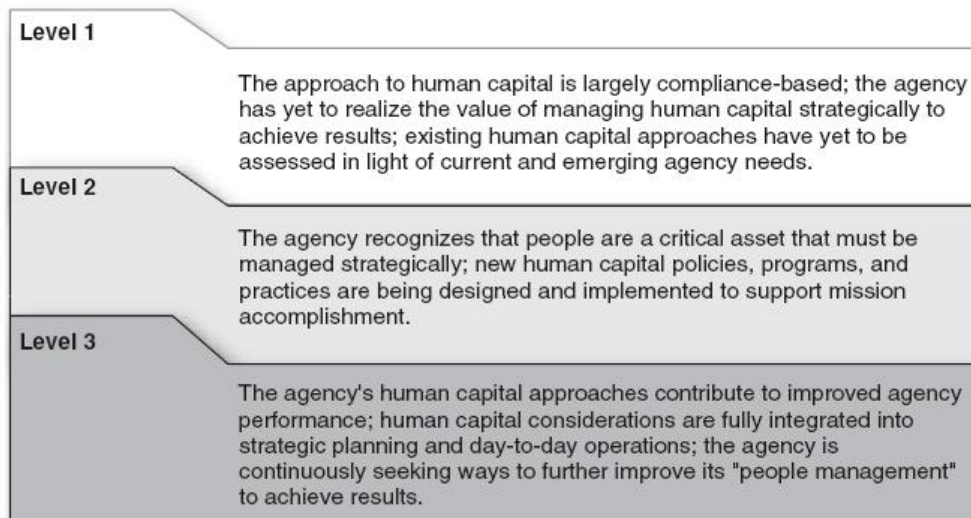 Level 1
The approach to human capital is largely compliance-based; the agency
has yet to realize the value of managing human capital strategically to
achieve results; existing human capital approaches have yet to be
assessed in light of current and emerging agency needs.
Level 2
The agency recognizes that people are a critical asset that must be
managed strategically; new human capital policies, programs, and
practices are being designed and implemented to support mission
accomplishment.
Level 3
The agency's human capital approaches contribute to improved agency
performance; human capital considerations are fully integrated into
strategic planning and day-to-day operations; the agency is
continuously seeking ways to further improve its "people management"
to achieve results.